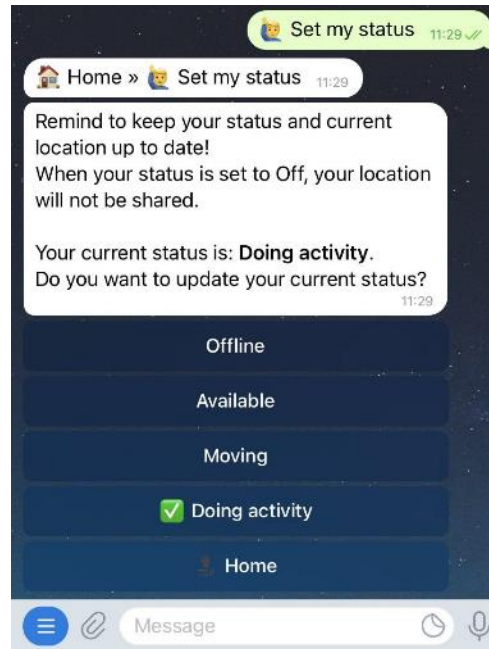 🙋‍♂️ Set my status 11:29
🏠 Home » 🙋‍♂️ Set my status 11:29
Remind to keep your status and current
location up to date!
When your status is set to Off, your location
will not be shared.
Your current status is: Doing activity.
Do you want to update your current status?
11:29
Offline
Available
Moving
✅ Doing activity
Home
Message